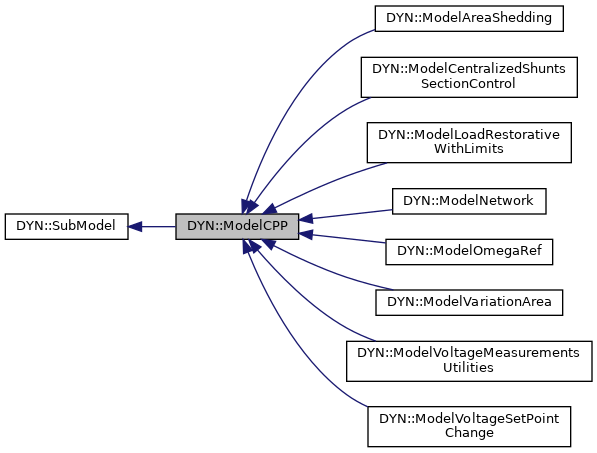 DYN::ModelAreaShedding
DYN::ModelCentralizedShunts
SectionControl
DYN::ModelLoadRestorative
WithLimits
DYN::ModelNetwork
DYN::SubModel
DYN::ModelCPP
DYN::ModelOmegaRef
DYN::ModelVariationArea
DYN::ModelVoltageMeasurements
Utilities
DYN::ModelVoltageSetPoint
Change